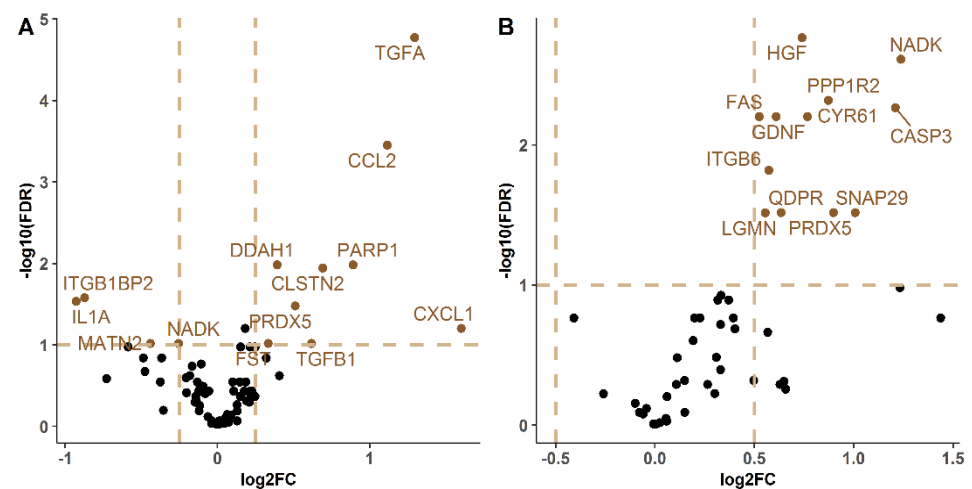 A
B
5
4
3
2
1
0
-log10(FDR)
TGFA
CCL2
DDAH1
PARP1
CLSTN2
ITGB1BP2
IL1A
CXCL1
PRDX5
NADK
MATN2
FST
TGFB1
-1
0
1
log2FC
2
1
0
-log10(FDR)
HGF
NADK
PPP1R2
FAS
CYR61
GDNF
CASP3
ITGB6
QDPR
SNAP29
LGMN
PRDX5
-0.5
0.0
0.5
1.0
1.5
log2FC